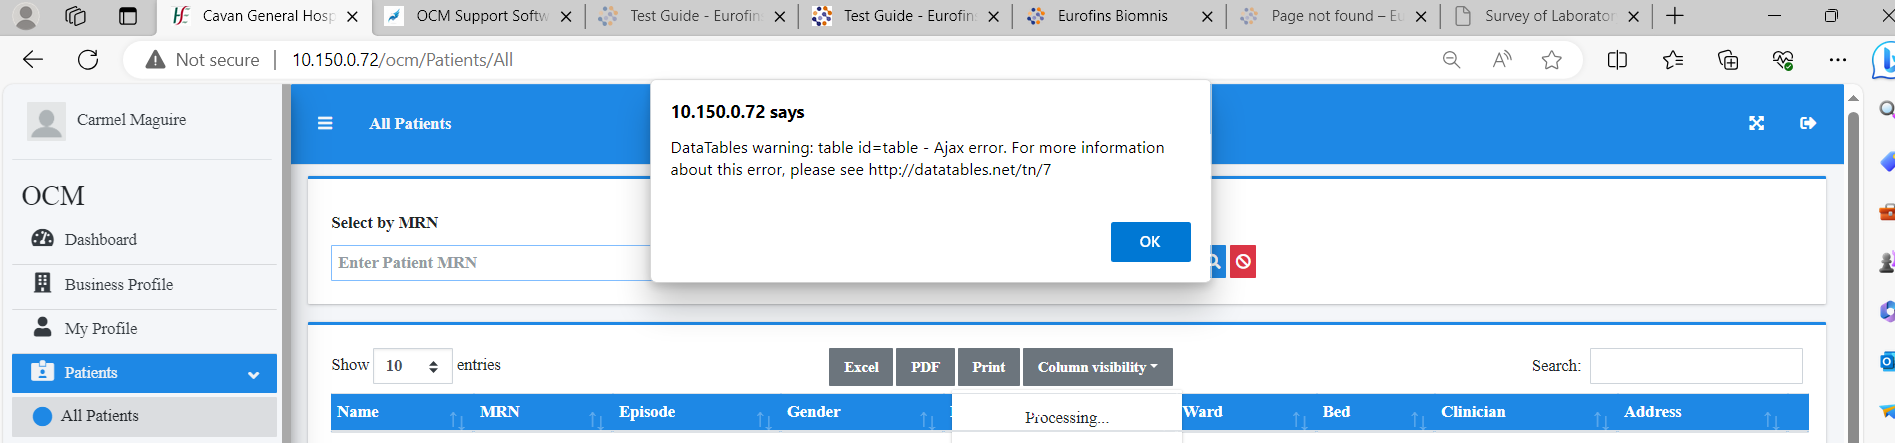 Cavan General Hosp
OCM Support Softw
Test Guide - Eurofins
Test Guide - Eurofins
Eurofins Biomnis
Page not found – Eu
Survey of Laborator
Not secure
10.150.0.72/ocm/Patients/All
Carmel Maguire
All Patients
10.150.0.72 says
DataTables warning: table id=table - Ajax error. For more information
about this error, please see http://datatables.net/tn/7
OK
OCM
Dashboard
Business Profile
My Profile
Patients
All Patients
Select by MRN
Enter Patient MRN
Show 10 entries
Excel PDF Print Column visibility
Search:
Name MRN Episode Gender Ward Bed Clinician Address
Processing...